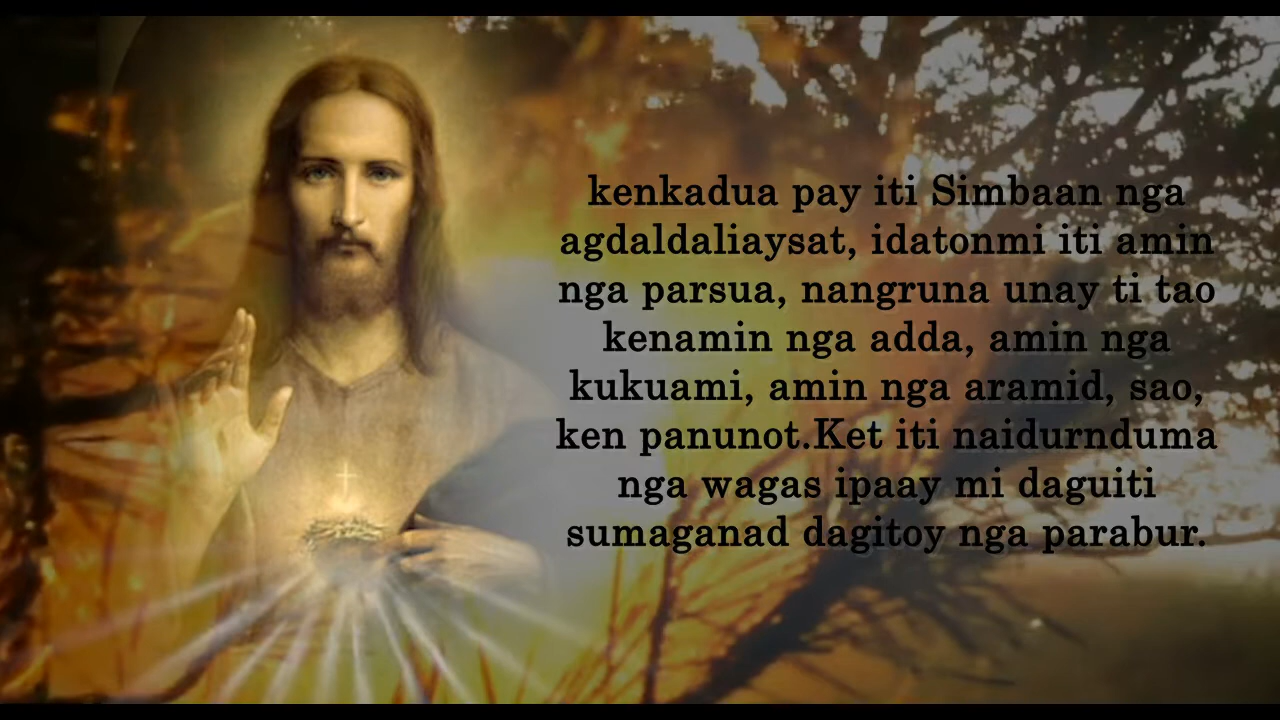 kenkadua pay iti Simbaan nga
agdaldaliaysat, idatonmi iti amin
nga parsua, nangruna unay ti tao
kenamin nga adda, amin nga
kukuami, amin nga aramid, sao,
ken panunot.Ket iti naidurnduma
nga wagas ipaay mi daguiti
sumaganad dagitoy nga parabur.